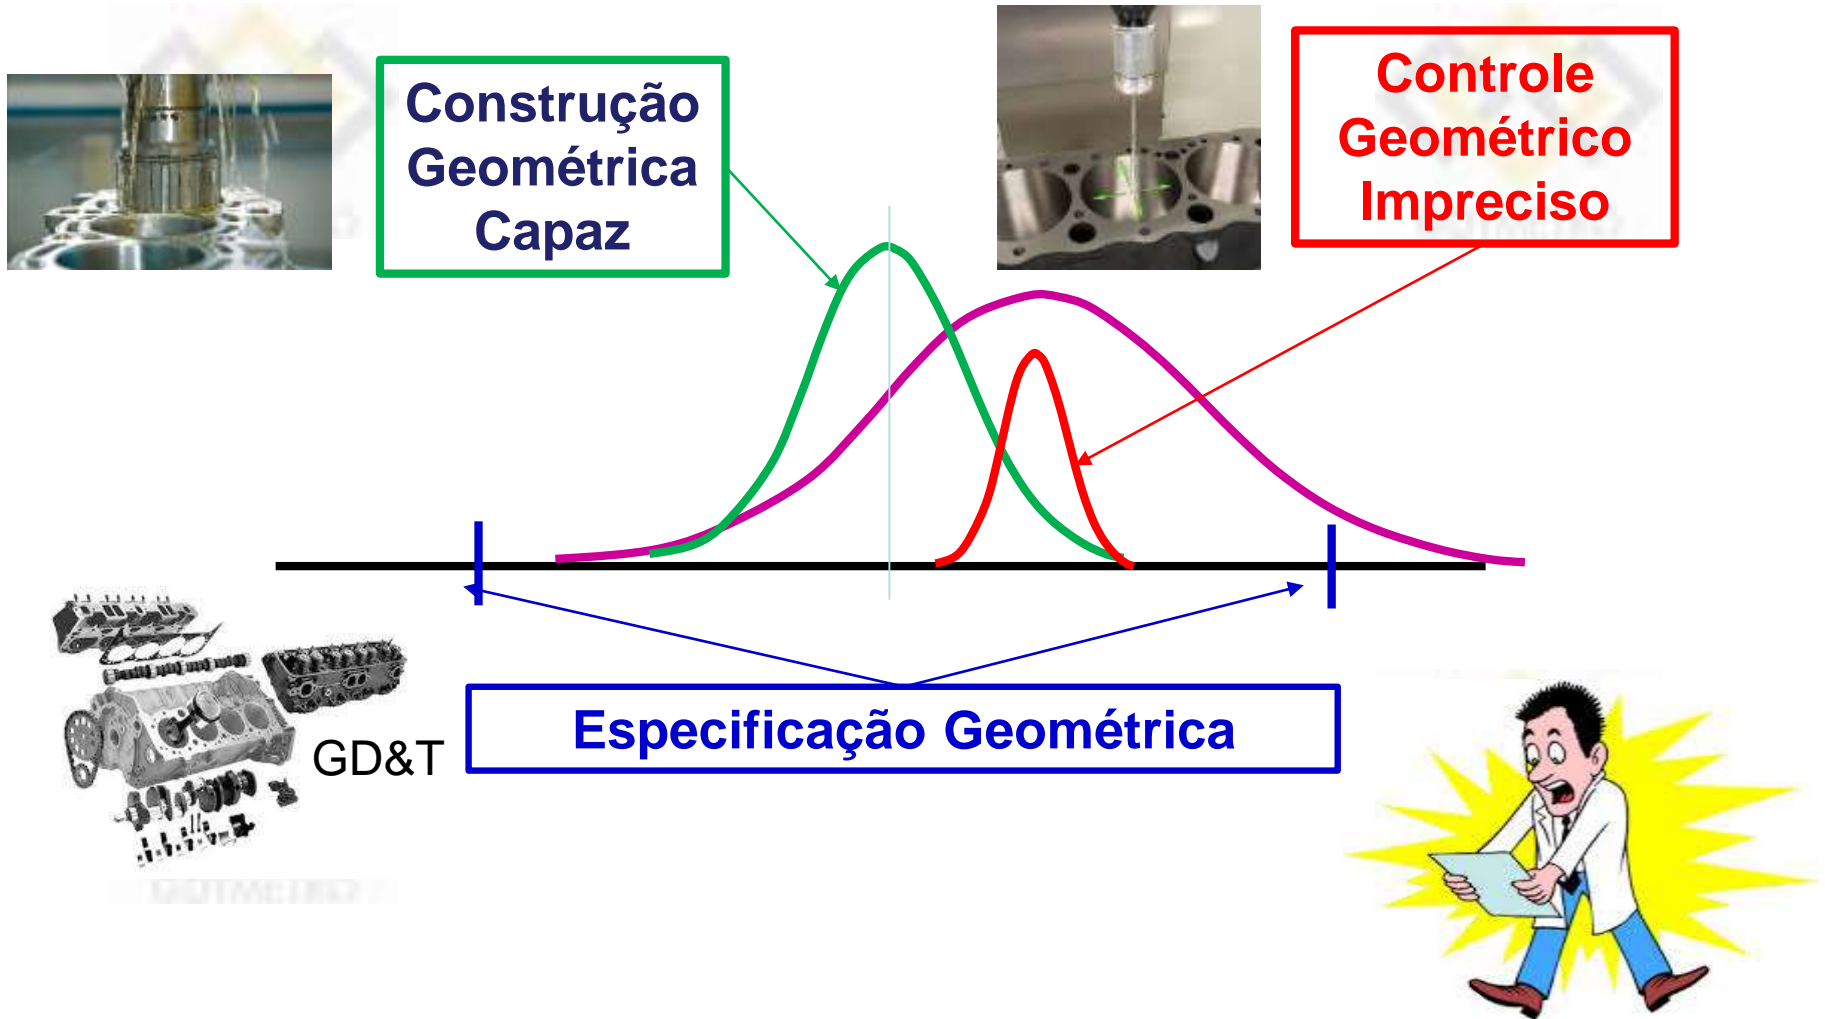 Construção
Geométrica
Capaz
Controle
Geométrico
Impreciso
GD&T
Especificação Geométrica